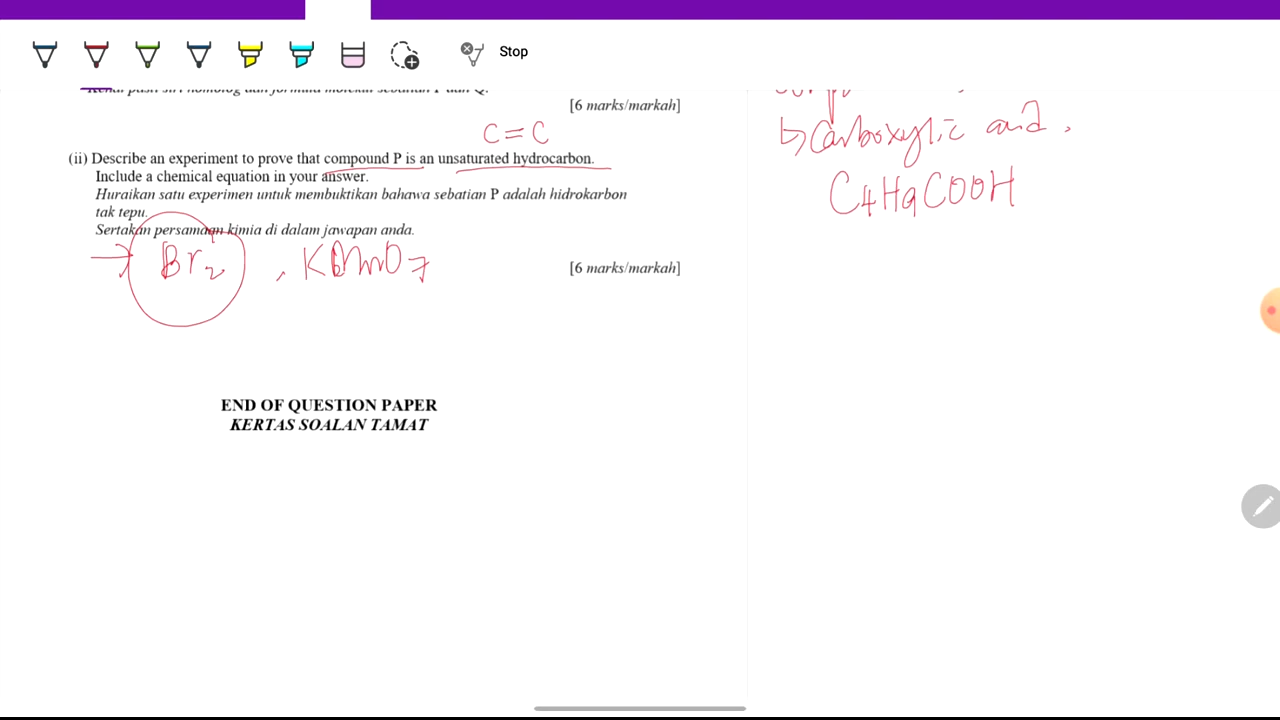 Stop
[6 marks/markah]
C=C
(ii) Describe an experiment to prove that compound P is an unsaturated hydrocarbon.
Include a chemical equation in your answer.
Huraikan satu experimen untuk membuktikan bahawa sebatian P adalah hidrokarbon
tak tepu.
Sertakan persamaan kimia di dalam jawapan anda.
→ Br2 ,
[6 marks/markah]
END OF QUESTION PAPER
KERTAS SOALAN TAMAT
↳ Carboxylic
C4H9COOH